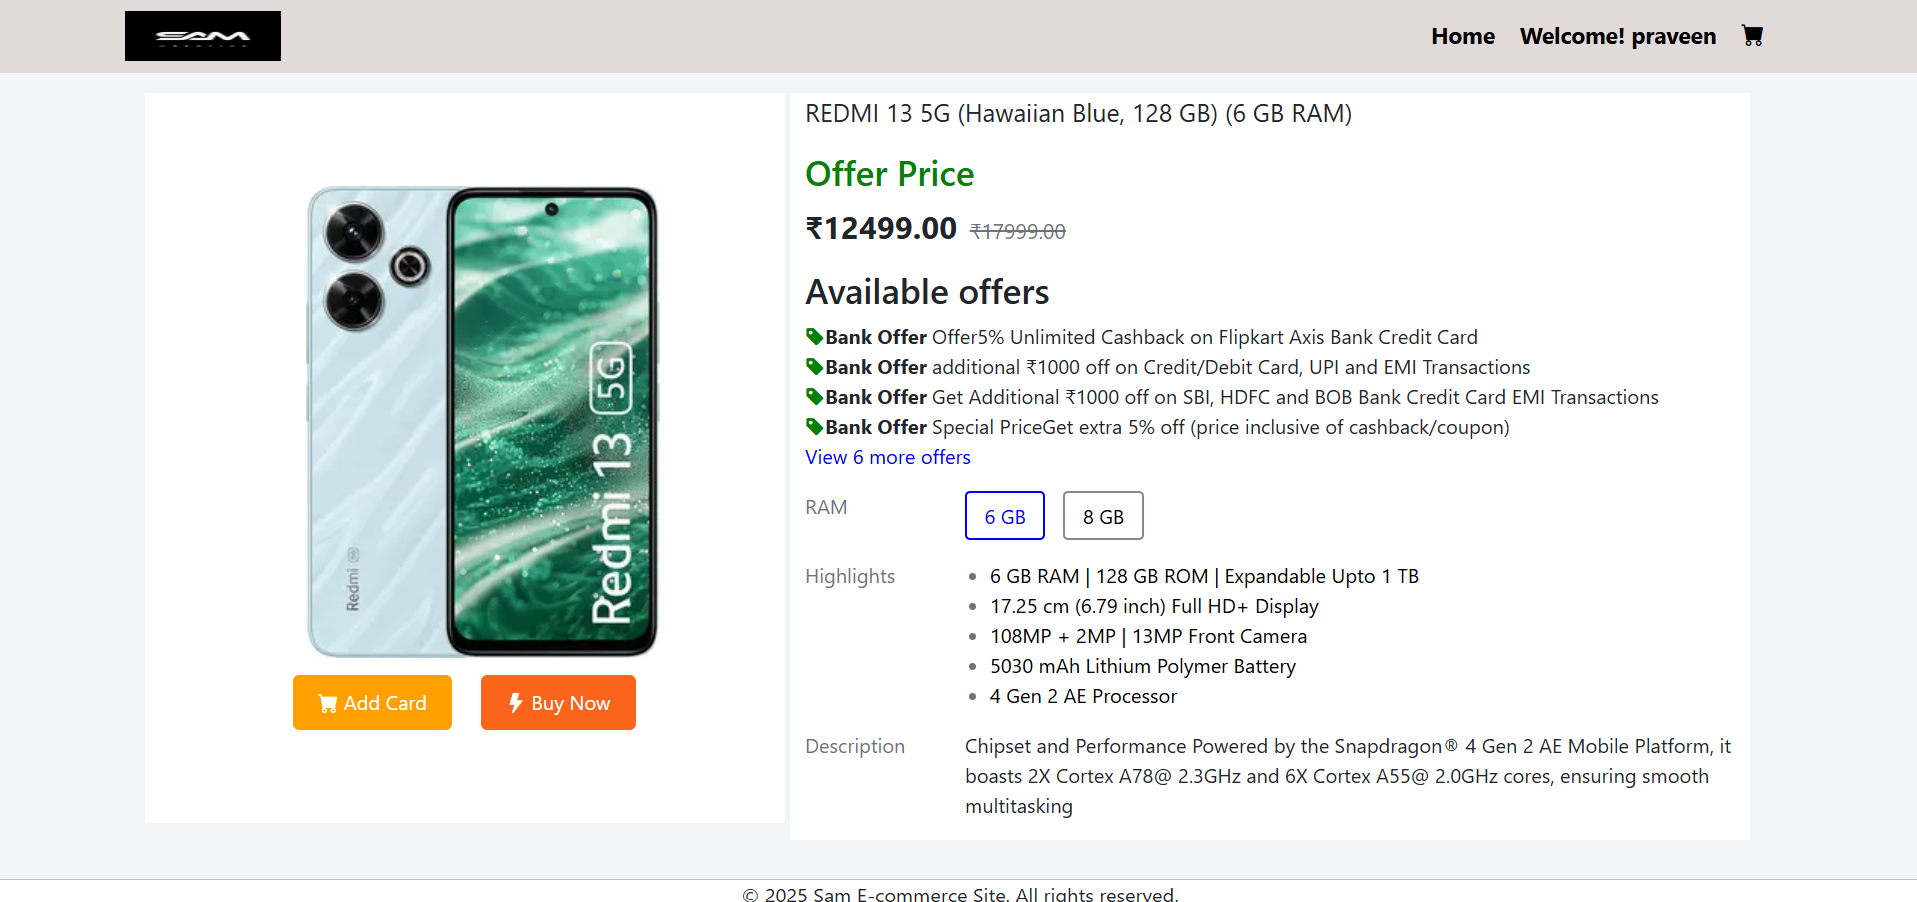 SAM
Home Welcome! praveen
REDMI 13 5G (Hawaiian Blue, 128 GB) (6 GB RAM)
Offer Price
₹12499.00 ₹17999.00
Available offers
Bank Offer Offer5% Unlimited Cashback on Flipkart Axis Bank Credit Card
Bank Offer additional ₹1000 off on Credit/Debit Card, UPI and EMI Transactions
Bank Offer Get Additional ₹1000 off on SBI, HDFC and BOB Bank Credit Card EMI Transactions
Bank Offer Special PriceGet extra 5% off (price inclusive of cashback/coupon)
View 6 more offers
RAM 6 GB 8 GB
Highlights
6 GB RAM | 128 GB ROM | Expandable Upto 1 TB
17.25 cm (6.79 inch) Full HD+ Display
108MP + 2MP | 13MP Front Camera
5030 mAh Lithium Polymer Battery
4 Gen 2 AE Processor
Description
Chipset and Performance Powered by the Snapdragon® 4 Gen 2 AE Mobile Platform, it
boasts 2X Cortex A78@ 2.3GHz and 6X Cortex A55@ 2.0GHz cores, ensuring smooth
multitasking
Redmi 5G
Redmi 13 5G
Add Card Buy Now
© 2025 Sam E-commerce Site. All rights reserved.